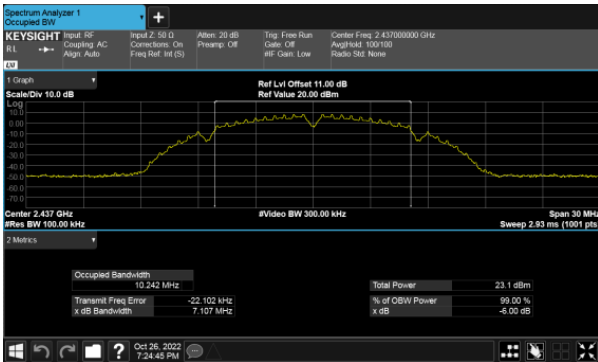 Spectrum Analyzer 1
Occupied BW
KEYSIGHT
RL
LV
Input: RF
Coupling: AC
Align: Auto
Input Z: 50 Ω
Corrections: On
Freq Ref: Int (S)
Atten: 20 dB
Preamp: Off
Trig: Free Run
Gate: Off
#IF Gain: Low
Center Freq: 2.437000000 GHz
Avg|Hold: 100/100
Radio Std: None
1 Graph
Scale/Div 10.0 dB
Ref Lvl Offset 11.00 dB
Ref Value 20.00 dBm
Log
10.0
0.00
-10.0
-20.0
-30.0
-40.0
-50.0
-60.0
-70.0
Center 2.437 GHz
#Res BW 100.00 kHz
#Video BW 300.00 kHz
Span 30 MHz
Sweep 2.93 ms (1001 pts
2 Metrics
Occupied Bandwidth
10.242 MHz
Transmit Freq Error -22.102 kHz
x dB Bandwidth 7.107 MHz
Total Power 23.1 dBm
% of OBW Power 99.00 %
x dB -6.00 dB
Oct 26, 2022
7:24:45 PM